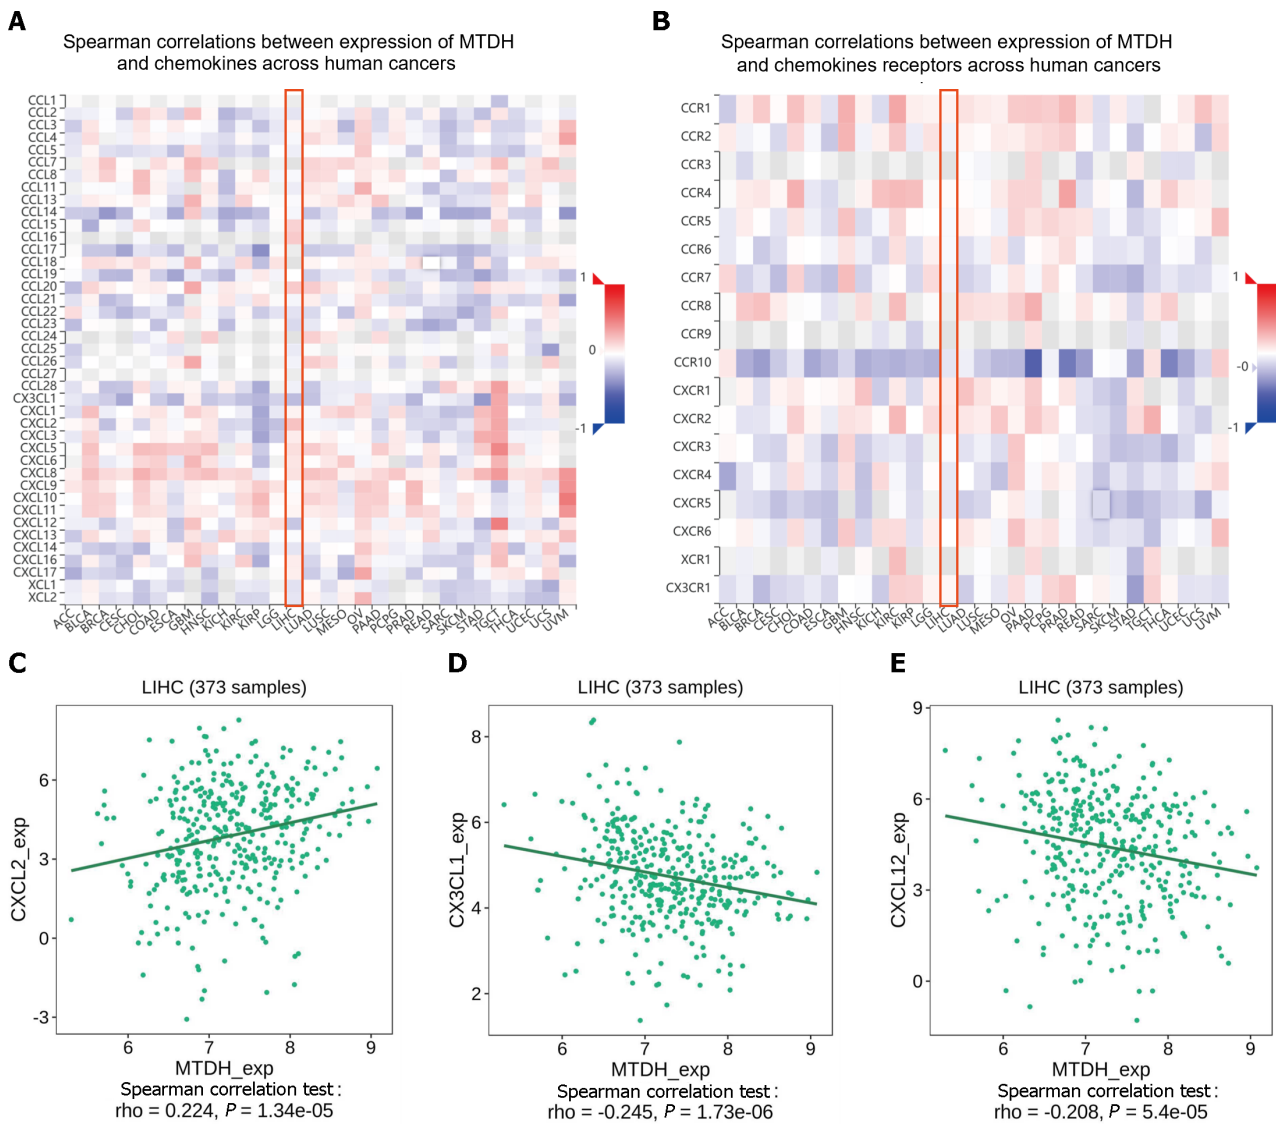 A
Spearman correlations between expression of MTDH
and chemokines across human cancers
CCL1
CCL2
CCL3
CCL4
CCL5
CCL7
CCL8
CCL11
CCL13
CCL14
CCL15
CCL16
CCL17
CCL18
CCL19
CCL20
CCL21
CCL22
CCL23
CCL24
CCL25
CCL26
CCL27
CCL28
CX3CL1
CXCL1
CXCL2
CXCL3
CXCL5
CXCL6
CXCL8
CXCL9
CXCL10
CXCL11
CXCL12
CXCL13
CXCL14
CXCL16
CXCL17
XCL1
XCL2
ACC BLCA BRCA CESC CHOL COAD ESCA GBM HNSC KICH KIRC KIRP LGG LIHC LUAD LUSC MESO OV PAAD PCPG PRAD READ SARC SKCM STAD TGCT THCA UCEC UCS UVM
1
0
-1
B
Spearman correlations between expression of MTDH
and chemokines receptors across human cancers
CCR1
CCR2
CCR3
CCR4
CCR5
CCR6
CCR7
CCR8
CCR9
CCR10
CXCR1
CXCR2
CXCR3
CXCR4
CXCR5
CXCR6
XCR1
CX3CR1
ACC BLCA BRCA CESC CHOL COAD ESCA GBM HNSC KICH KIRC KIRP LGG LIHC LUAD LUSC MESO OV PAAD PCPG PRAD READ SARC SKCM STAD TGCT THCA UCEC UCS UVM
1
-0
-1
C
LIHC (373 samples)
CXCL2_exp
6
3
0
-3
6 7 8 9
MTDH_exp
Spearman correlation test:
rho = 0.224, P = 1.34e-05
D
LIHC (373 samples)
CX3CL1_exp
8
6
4
2
6 7 8 9
MTDH_exp
Spearman correlation test:
rho = -0.245, P = 1.73e-06
E
LIHC (373 samples)
CXCL12_exp
9
6
3
0
6 7 8 9
MTDH_exp
Spearman correlation test:
rho = -0.208, P = 5.4e-05